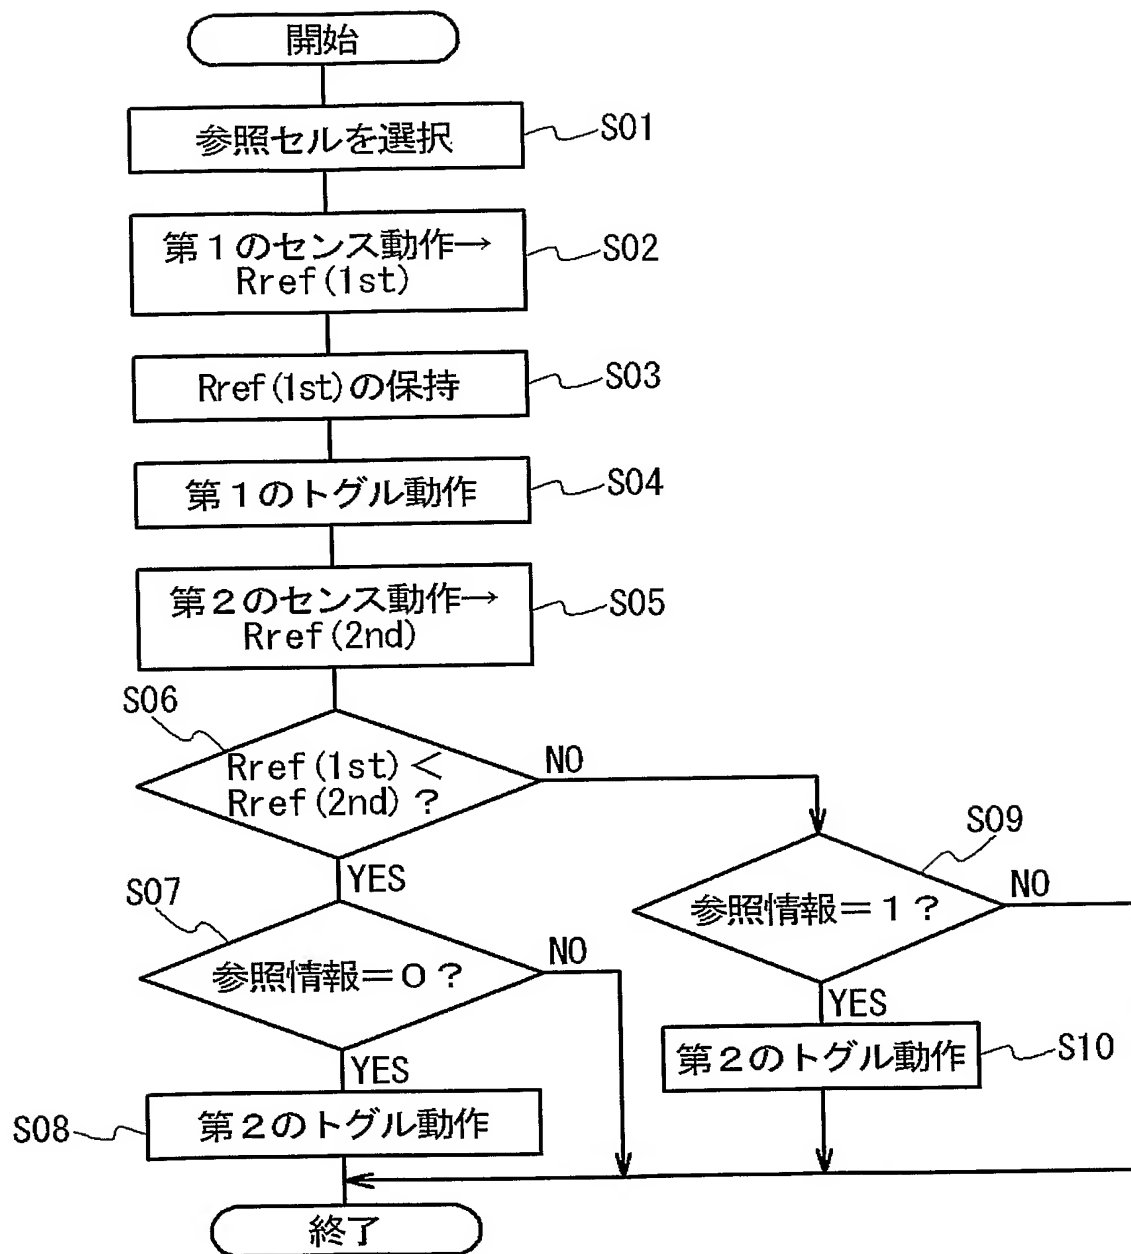 開始
参照セルを選択
S01
第1のセンス動作→
Rref(1st)
S02
Rref(1st)の保持
S03
第1のトグル動作
S04
第2のセンス動作→
Rref(2nd)
S05
S06
Rref(1st)<
Rref(2nd)?
NO
YES
S07
参照情報=0?
NO
YES
S08
第2のトグル動作
S09
参照情報=1?
NO
YES
第2のトグル動作
S10
終了